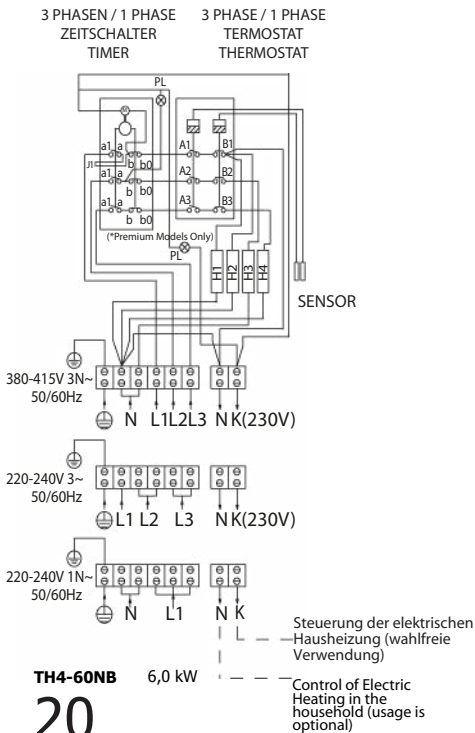 3 PHASEN / 1 PHASE
ZEITSCHALTER
TIMER
3 PHASE / 1 PHASE
TERMOSTAT
THERMOSTAT
PL
M
a1 a
b b0
J1
a1 a
b b0
a1 a
b b0
A1 B1
A2 B2
A3 B3
(*Premium Models Only)
PL
H1
H2
H3
H4
SENSOR
380-415V 3N~
50/60Hz
N L1L2L3 N K(230V)
220-240V 3~
50/60Hz
L1 L2 L3 N K(230V)
220-240V 1N~
50/60Hz
N L1 N K
Steuerung der elektrischen
Hausheizung (wahlfreie
Verwendung)
TH4-60NB 6,0 kW
Control of Electric
Heating in the
household (usage is
optional)
20